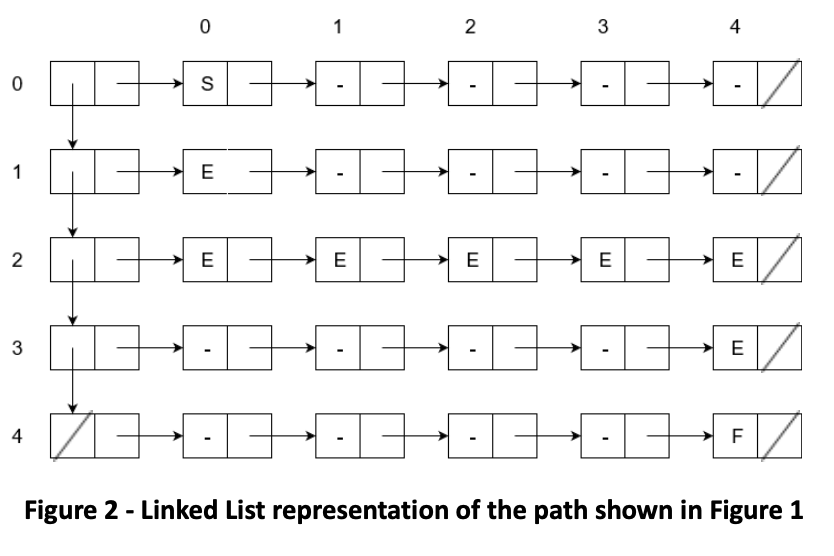 0 1 2 3 4
0 S - - - -
1 E - - - -
2 E E E E E
3 - - - - E
4 - - - - F
Figure 2 - Linked List representation of the path shown in Figure 1